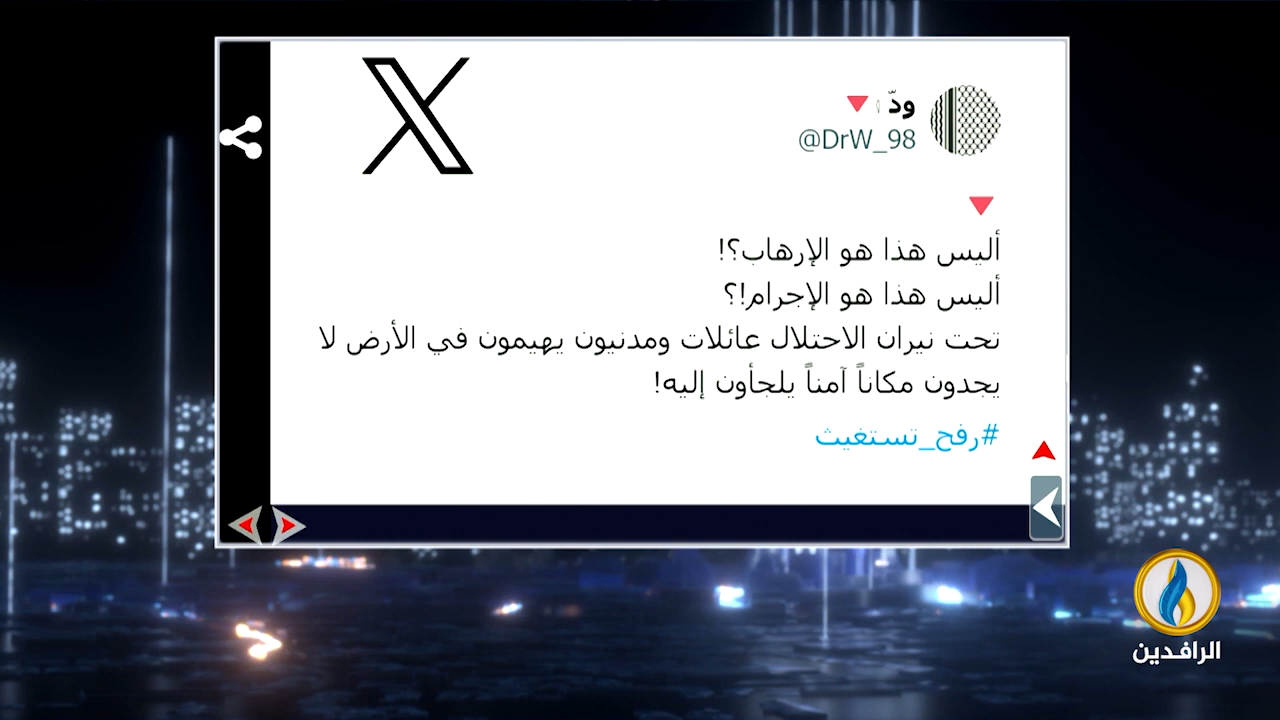 ودّ
@DrW_98
أليس هذا هو الإرهاب؟!
أليس هذا هو الإجرام!؟
تحت نيران الاحتلال عائلات ومدنيون يهيمون في الأرض لا
يجدون مكاناً آمناً يلجأون إليه!
#رفح_تستغيث
الرافدين